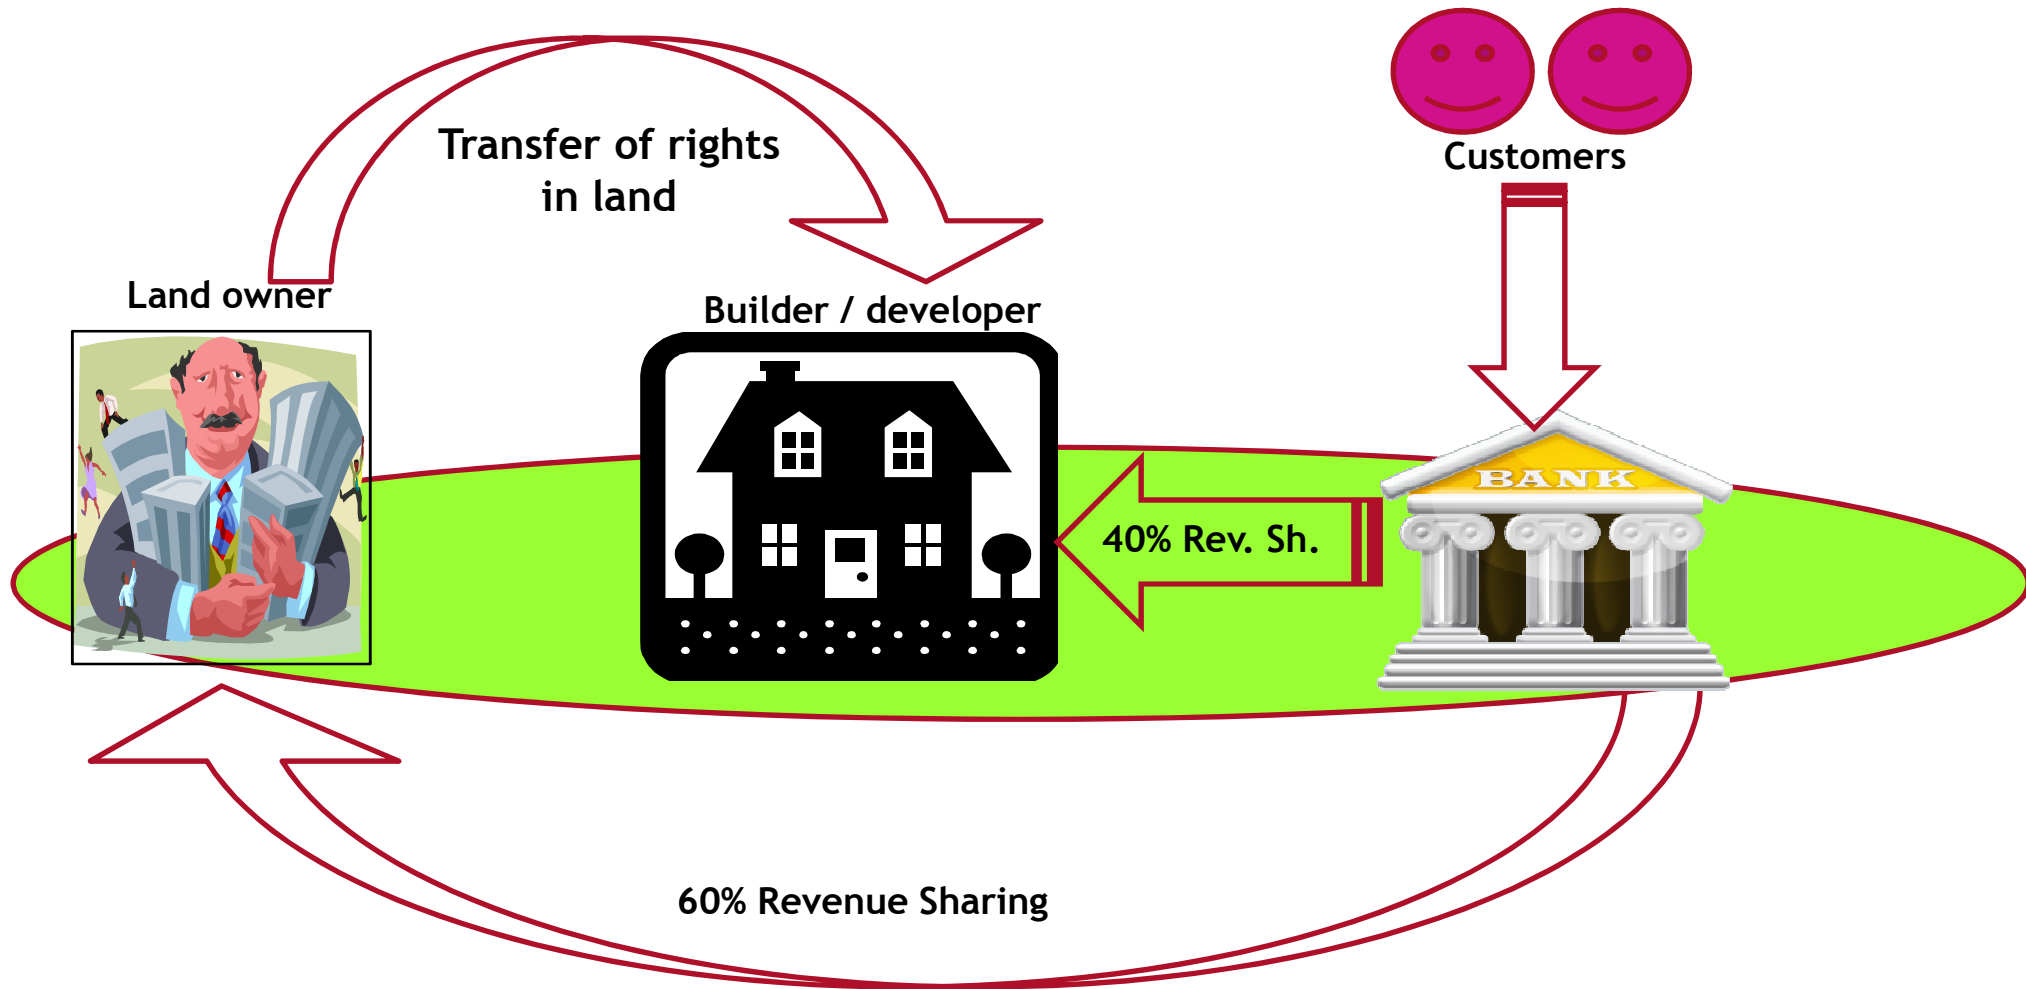 Transfer of rights
in land
Customers
Land owner
Builder / developer
BANK
40% Rev. Sh.
60% Revenue Sharing